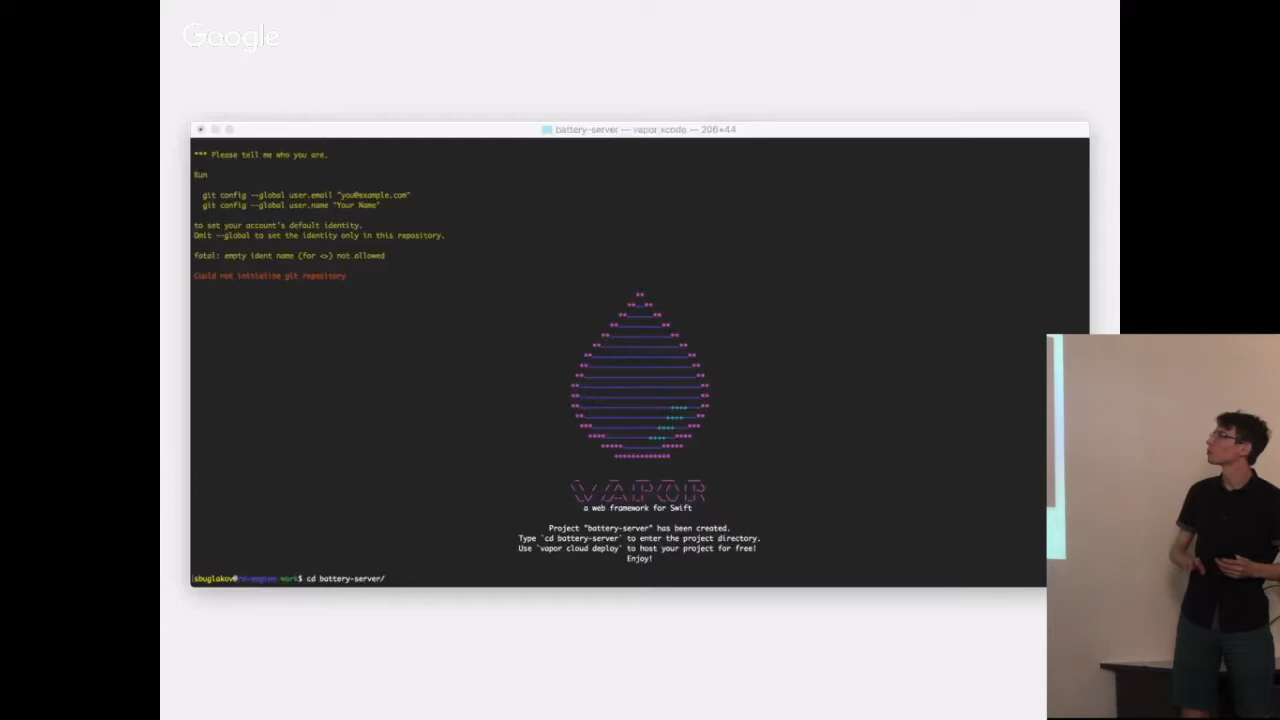 Google
battery-server — vapor xcode — 206×44
*** Please tell me who you are.
Run
git config --global user.email "you@example.com"
git config --global user.name "Your Name"
to set your account's default identity.
Omit --global to set the identity only in this repository.
fatal: empty ident name (for <>) not allowed
Could not initialize git repository
VAPOR
a web framework for Swift
Project "battery-server" has been created.
Type `cd battery-server` to enter the project directory.
Use `vapor cloud deploy` to host your project for free!
Enjoy!
work$ cd battery-server/